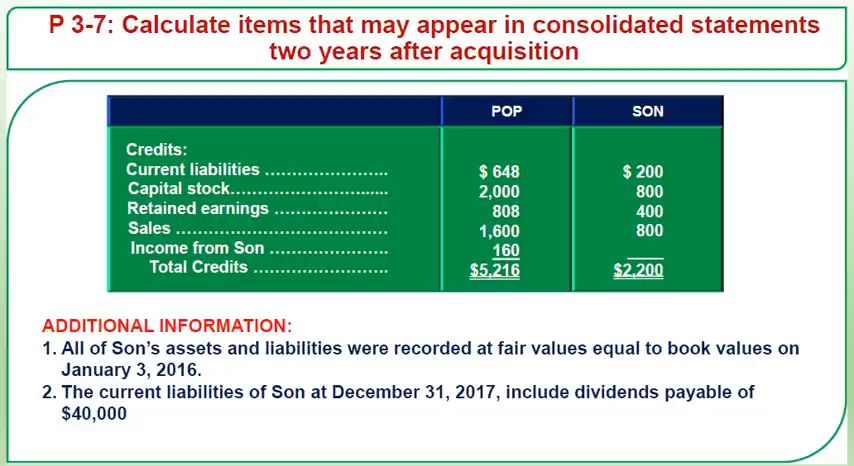 P 3-7: Calculate items that may appear in consolidated statements
two years after acquisition
POP SON
Credits:
Current liabilities ........................ $ 648 $ 200
Capital stock................................ 2,000 800
Retained earnings ...................... 808 400
Sales ......................................... 1,600 800
Income from Son ....................... 160
Total Credits .......................... $5,216 $2,200
ADDITIONAL INFORMATION:
1. All of Son’s assets and liabilities were recorded at fair values equal to book values on
January 3, 2016.
2. The current liabilities of Son at December 31, 2017, include dividends payable of
$40,000